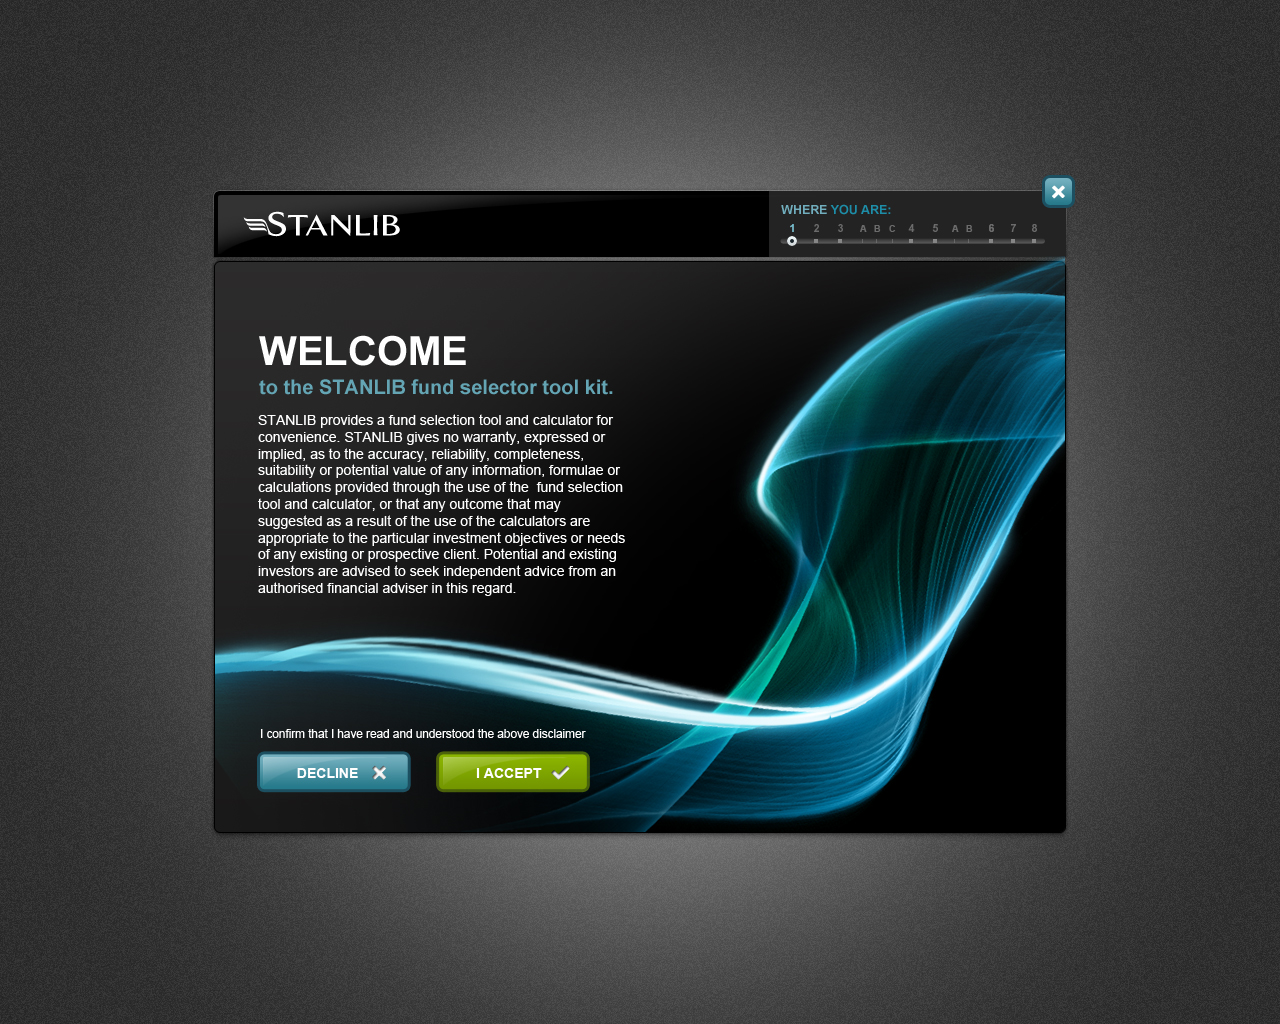 STANLIB
WHERE YOU ARE:
1 2 3 A B C 4 5 A B 6 7 8
WELCOME
to the STANLIB fund selector tool kit.
STANLIB provides a fund selection tool and calculator for
convenience. STANLIB gives no warranty, expressed or
implied, as to the accuracy, reliability, completeness,
suitability or potential value of any information, formulae or
calculations provided through the use of the  fund selection
tool and calculator, or that any outcome that may
suggested as a result of the use of the calculators are
appropriate to the particular investment objectives or needs
of any existing or prospective client. Potential and existing
investors are advised to seek independent advice from an
authorised financial adviser in this regard.
I confirm that I have read and understood the above disclaimer
DECLINE
I ACCEPT